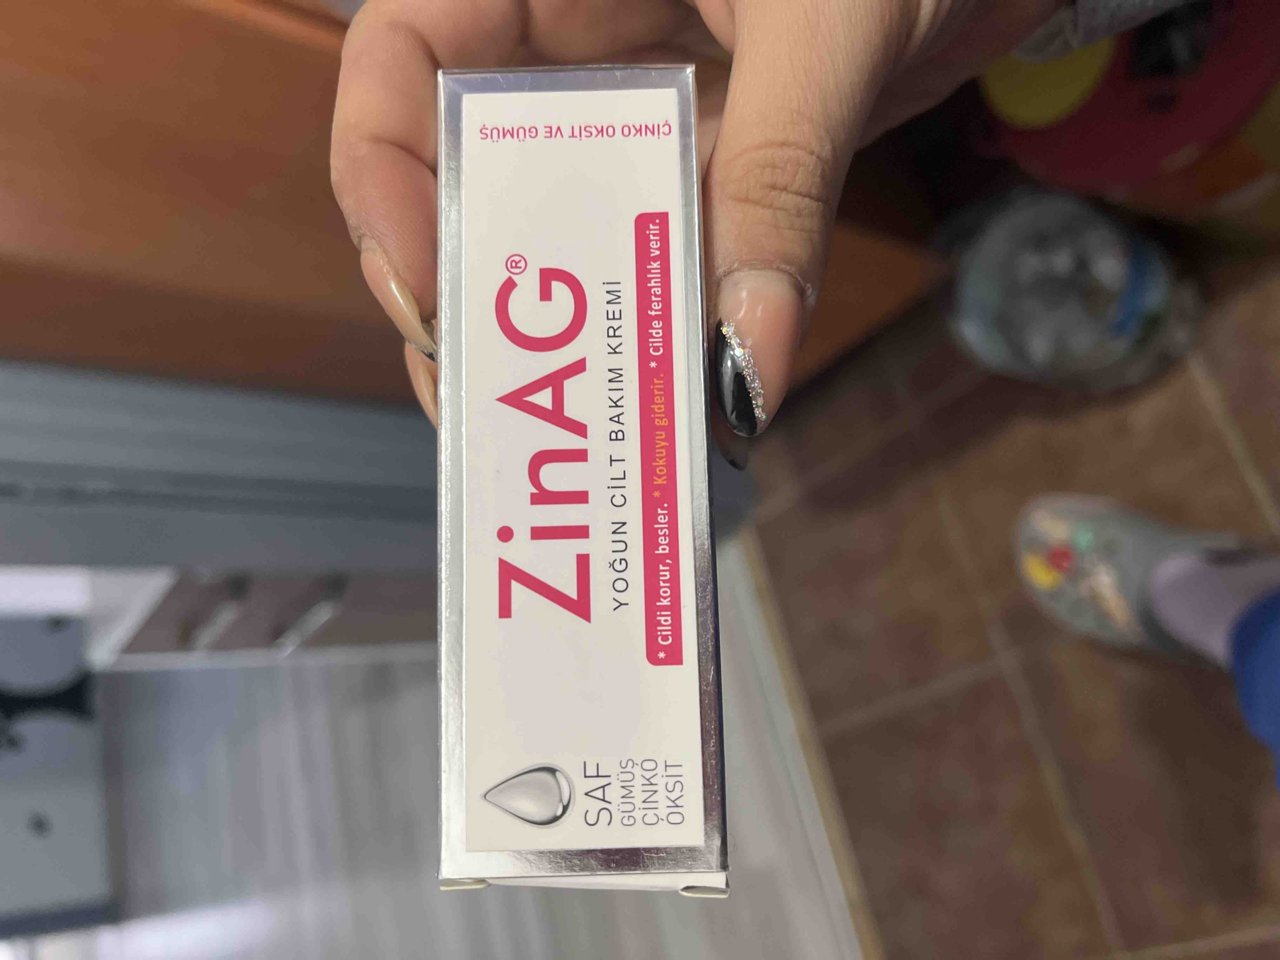 ZinAG®
YOĞUN CİLT BAKIM KREMİ
* Cildi korur, besler. * Kokuyu giderir. * Cilde ferahlık verir.
SAF
GÜMÜŞ
ÇİNKO
OKSİT
ÇİNKO OKSİT VE GÜMÜŞ